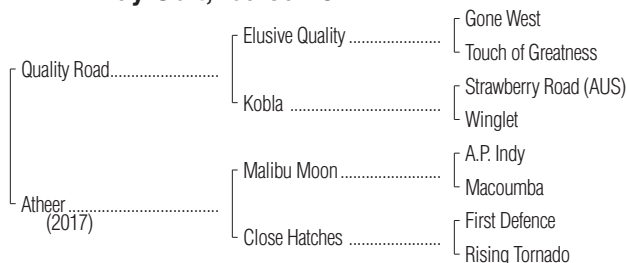 Gone West
Elusive Quality
Touch of Greatness
Quality Road
Strawberry Road (AUS)
Kobla
Winglet
A.P. Indy
Malibu Moon
Macoumba
Atheer
(2017)
First Defence
Close Hatches
Rising Tornado